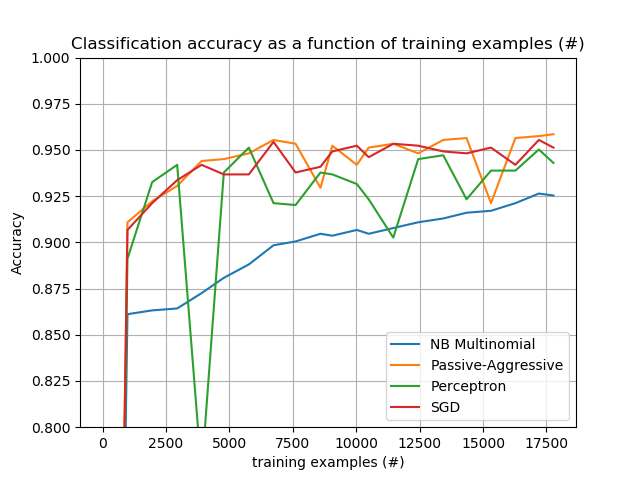 Classification accuracy as a function of training examples (#)
1.000
0.975
0.950
0.925
0.900
0.875
0.850
0.825
0.800
Accuracy
NB Multinomial
Passive-Aggressive
Perceptron
SGD
0 2500 5000 7500 10000 12500 15000 17500
training examples (#)